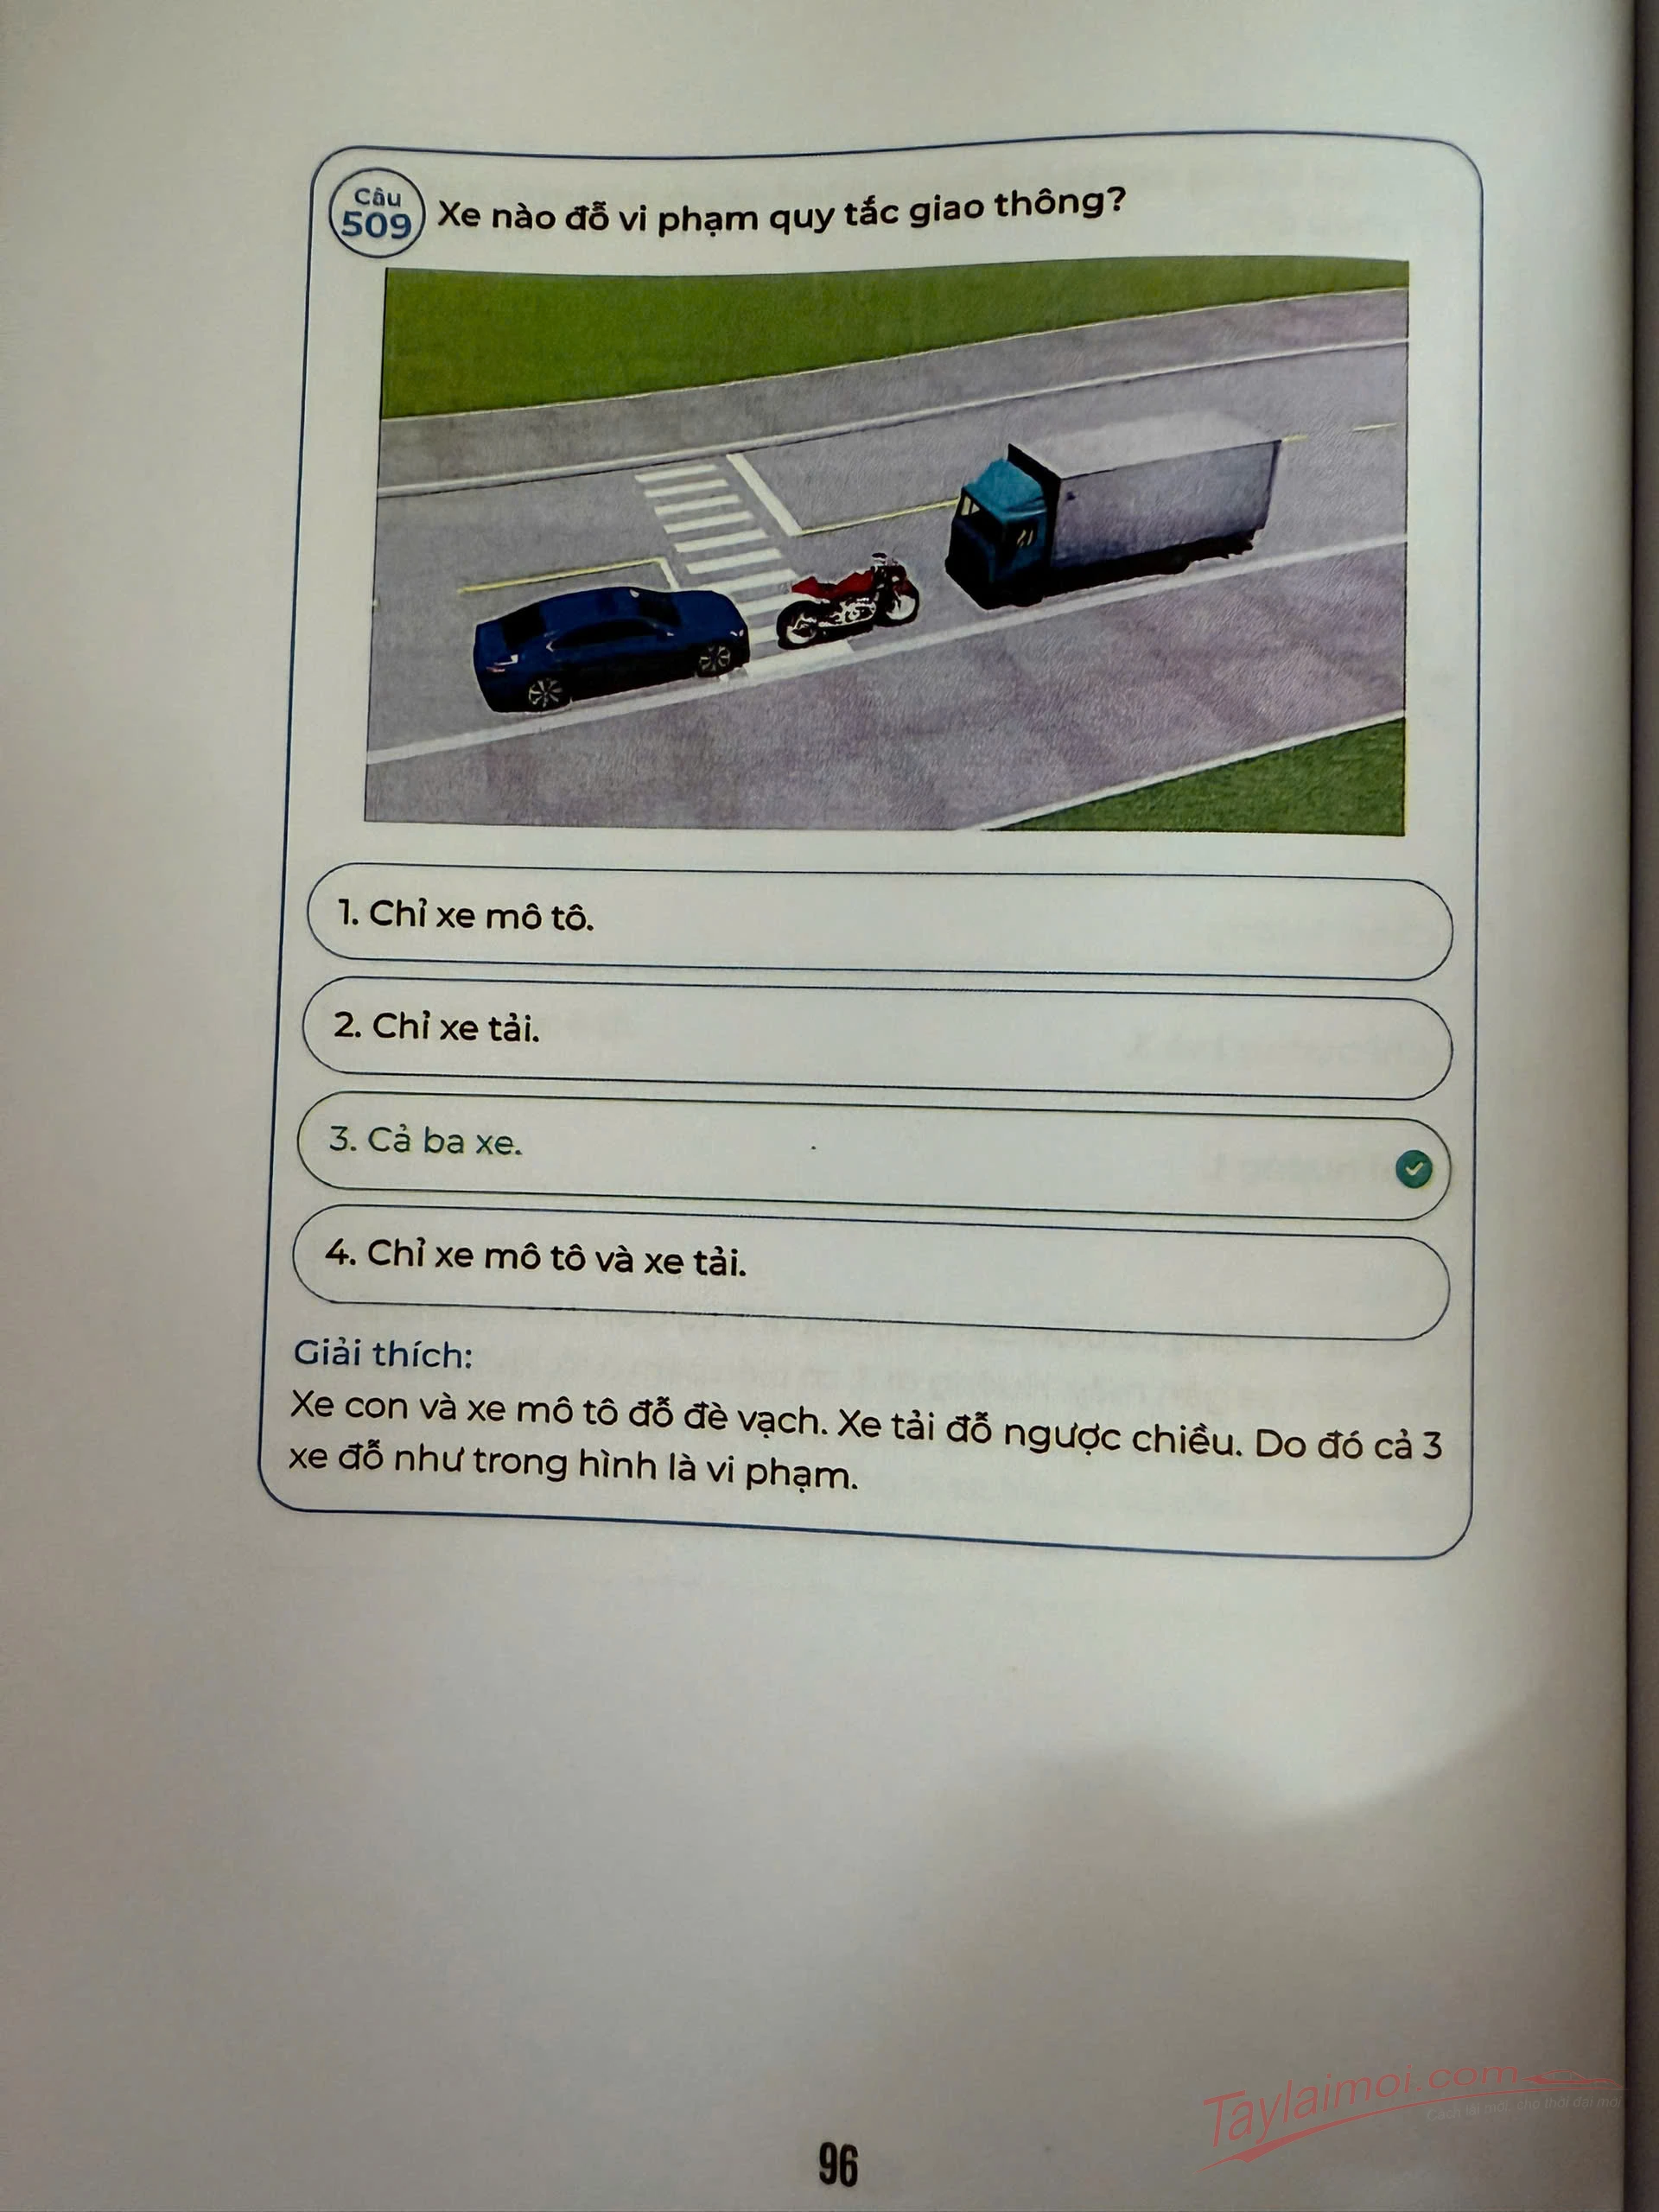 Câu
509
Xe nào đỗ vi phạm quy tắc giao thông?
1. Chỉ xe mô tô.
2. Chỉ xe tải.
3. Cả ba xe.
4. Chỉ xe mô tô và xe tải.
Giải thích:
Xe con và xe mô tô đỗ đè vạch. Xe tải đỗ ngược chiều. Do đó cả 3
xe đỗ như trong hình là vi phạm.
Taylaimoi.com
Cách lái mới, cho thời đại mới
96